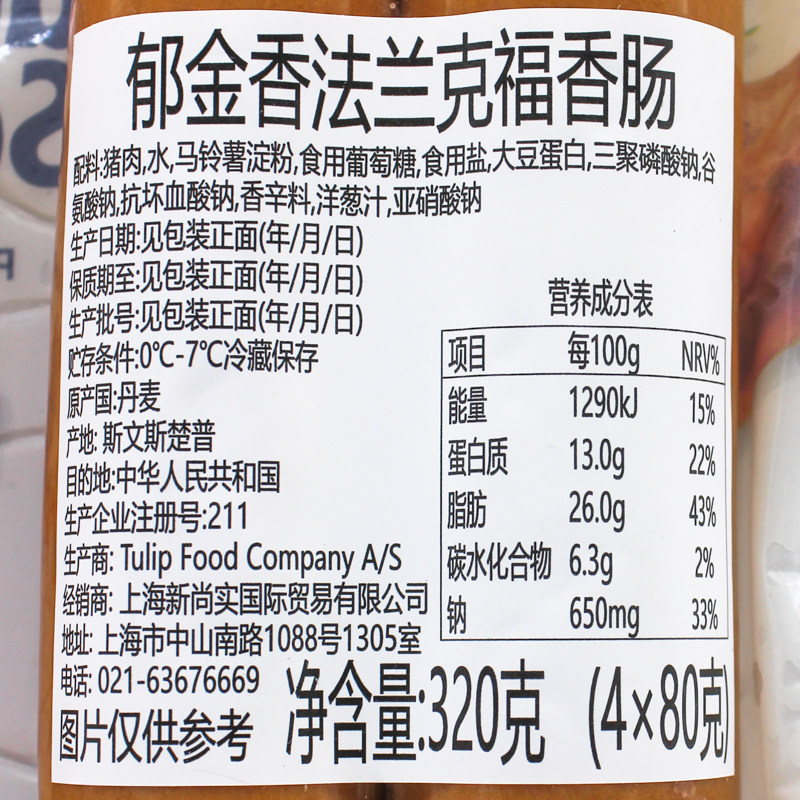 郁金香法兰克福香肠
配料:猪肉,水,马铃薯淀粉,食用葡萄糖,食用盐,大豆蛋白,三聚磷酸钠,谷
氨酸钠,抗坏血酸钠,香辛料,洋葱汁,亚硝酸钠
生产日期:见包装正面(年/月/日)
保质期至:见包装正面(年/月/日)
生产批号:见包装正面(年/月/日)
贮存条件:0℃-7℃冷藏保存
原产国:丹麦
产地: 斯文斯楚普
目的地:中华人民共和国
生产企业注册号:211
生产商: Tulip Food Company A/S
经销商: 上海新尚实国际贸易有限公司
地址: 上海市中山南路1088号1305室
电话: 021-63676669
图片仅供参考
营养成分表
项目 每100g NRV%
能量 1290kJ 15%
蛋白质 13.0g 22%
脂肪 26.0g 43%
碳水化合物 6.3g 2%
钠 650mg 33%
净含量:320克 (4×80克)